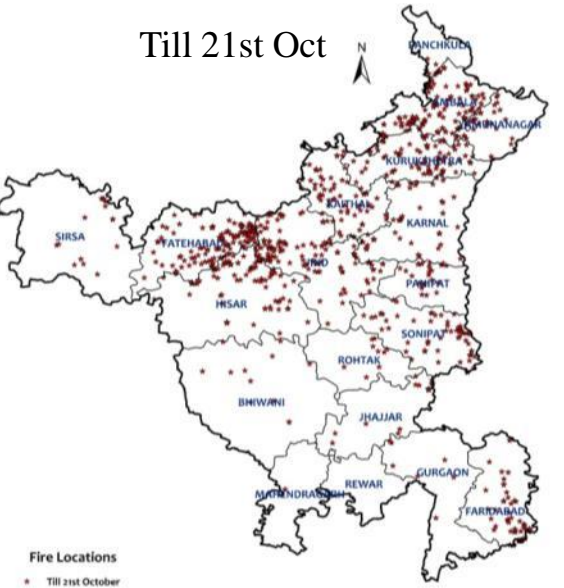 Till 21st Oct
N
PANCHKULA
AMBALA
YAMUNANAGAR
KURUKSHETRA
KAITHAL
KARNAL
SIRSA
FATEHABAD
JIND
PANIPAT
HISAR
SONIPAT
ROHTAK
BHIWANI
JHAJJAR
GURGAON
REWAR
MAHENDRAGARH
FARIDABAD
Fire Locations
Till 21st October